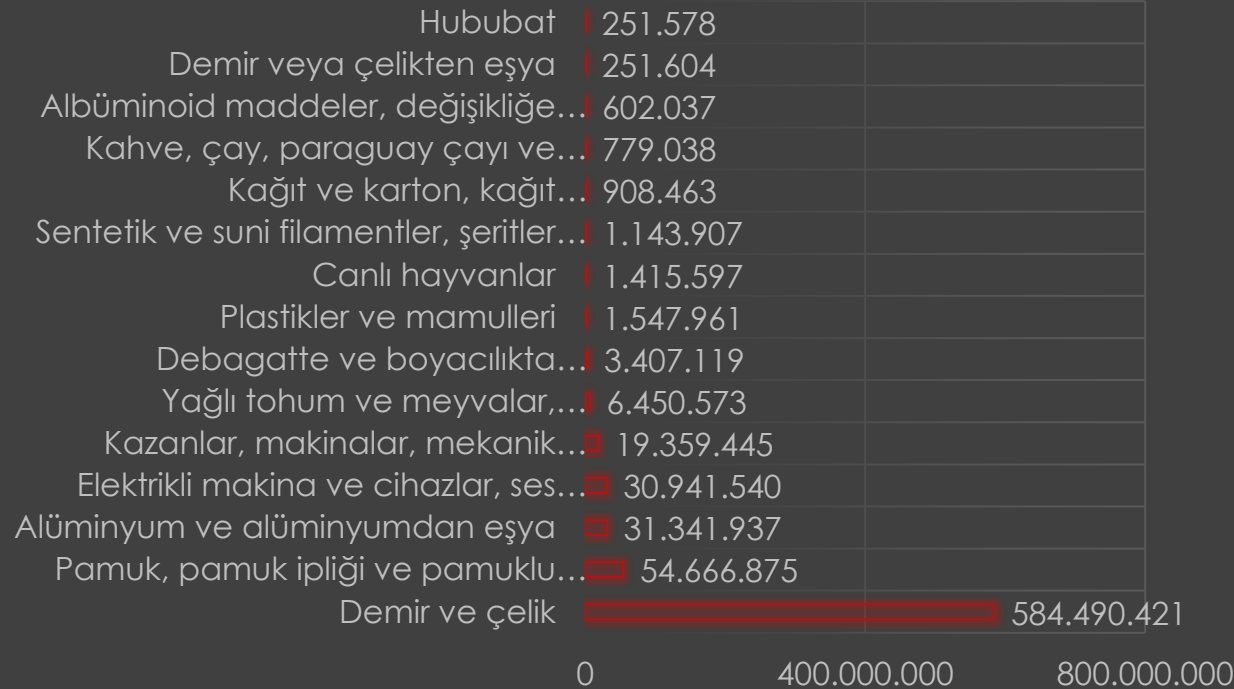 Hububat 251.578
Demir veya çelikten eşya 251.604
Albüminoid maddeler, değişikliğe… 602.037
Kahve, çay, paraguay çayı ve… 779.038
Kağıt ve karton, kağıt… 908.463
Sentetik ve suni filamentler, şeritler… 1.143.907
Canlı hayvanlar 1.415.597
Plastikler ve mamulleri 1.547.961
Debagatte ve boyacılıkta… 3.407.119
Yağlı tohum ve meyvalar,… 6.450.573
Kazanlar, makinalar, mekanik… 19.359.445
Elektrikli makina ve cihazlar, ses… 30.941.540
Alüminyum ve alüminyumdan eşya 31.341.937
Pamuk, pamuk ipliği ve pamuklu… 54.666.875
Demir ve çelik 584.490.421
0 400.000.000 800.000.000